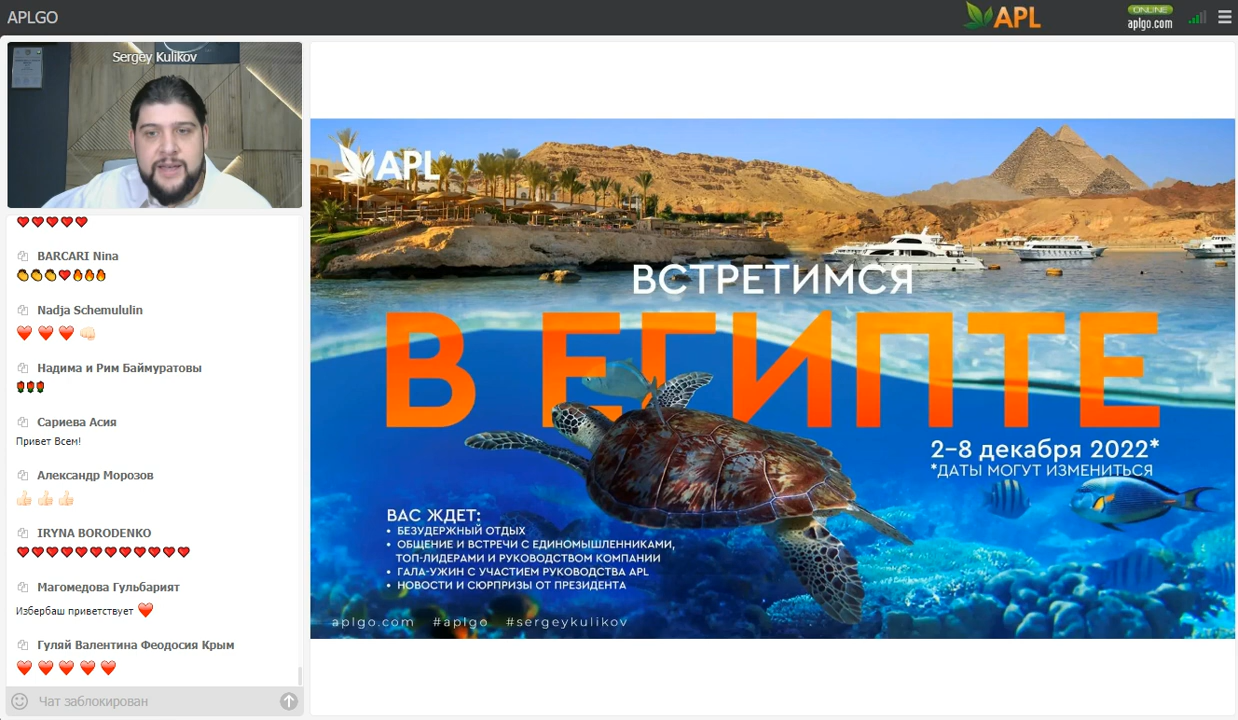 APLGO
APL
ONLINE
aplgo.com
Sergey Kulikov
BARCARI Nina
Nadja Schemululin
Надима и Рим Баймуратовы
Сариева Асия
Привет Всем!
Александр Морозов
IRYNA BORODENKO
Магомедова Гульбарият
Избербаш приветствует
Гуляй Валентина Феодосия Крым
Чат заблокирован
APL
ВСТРЕТИМСЯ
В ЕГИПТЕ
2–8 декабря 2022*
*ДАТЫ МОГУТ ИЗМЕНИТЬСЯ
ВАС ЖДЕТ:
• БЕЗУДЕРЖНЫЙ ОТДЫХ
• ОБЩЕНИЕ И ВСТРЕЧИ С ЕДИНОМЫШЛЕННИКАМИ,
ТОП-ЛИДЕРАМИ И РУКОВОДСТВОМ КОМПАНИИ
• ГАЛА-УЖИН С УЧАСТИЕМ РУКОВОДСТВА APL
• НОВОСТИ И СЮРПРИЗЫ ОТ ПРЕЗИДЕНТА
aplgo.com #aplgo #sergeykulikov